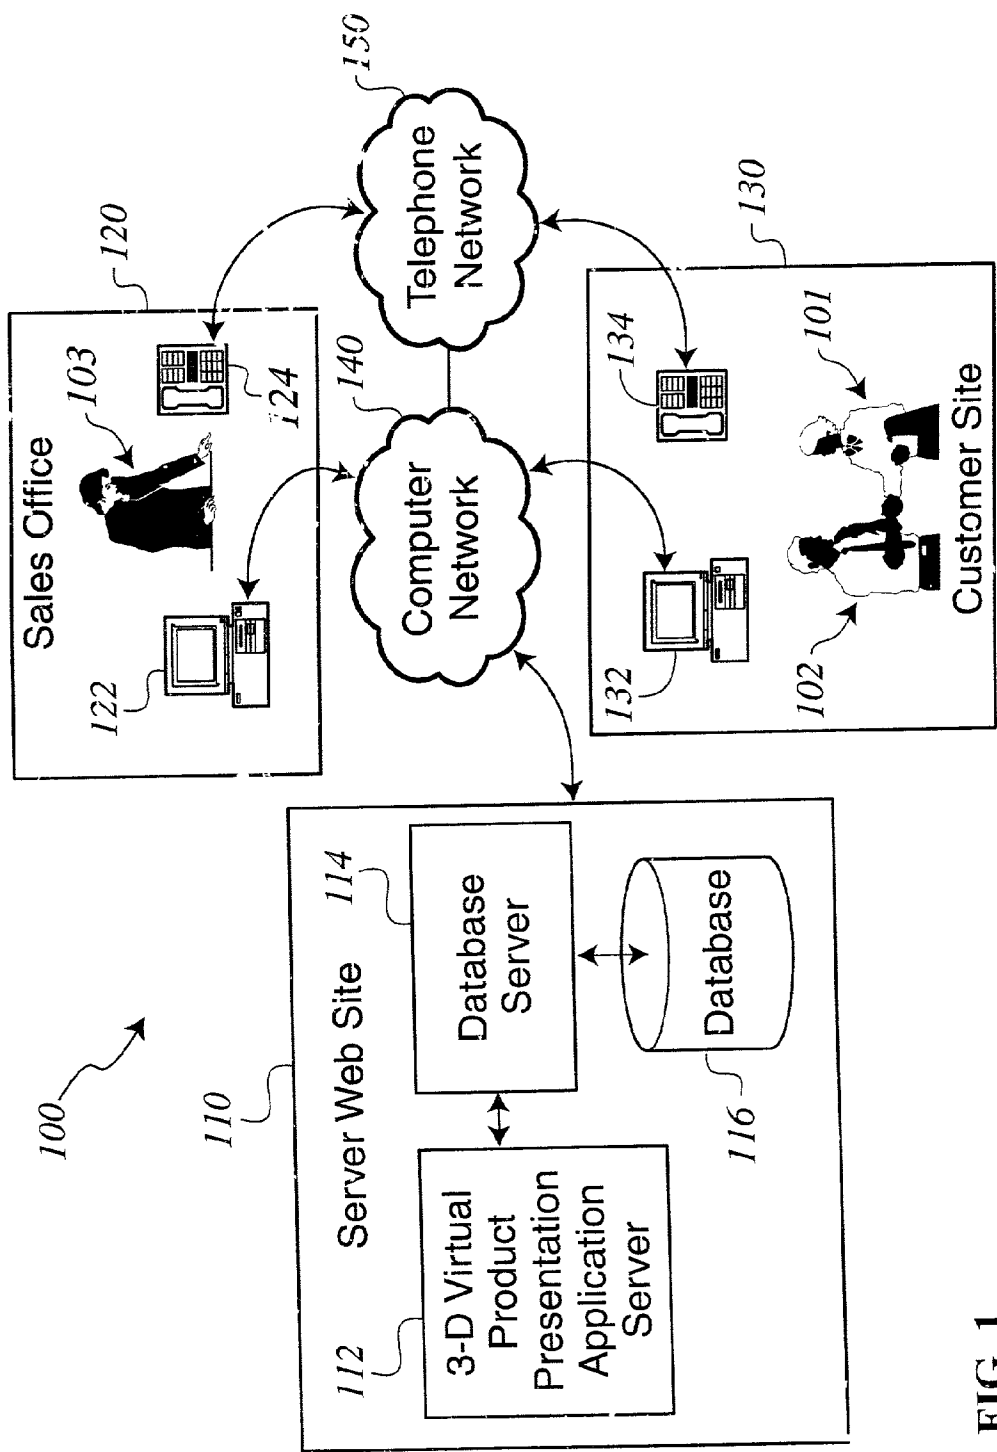 100
110
Server Web Site
112
3-D Virtual
Product
Presentation
Application
Server
114
Database
Server
116
Database
Sales Office
120
122
103
124
140
Computer
Network
150
Telephone
Network
130
132
134
102
101
Customer Site
FIG. 1